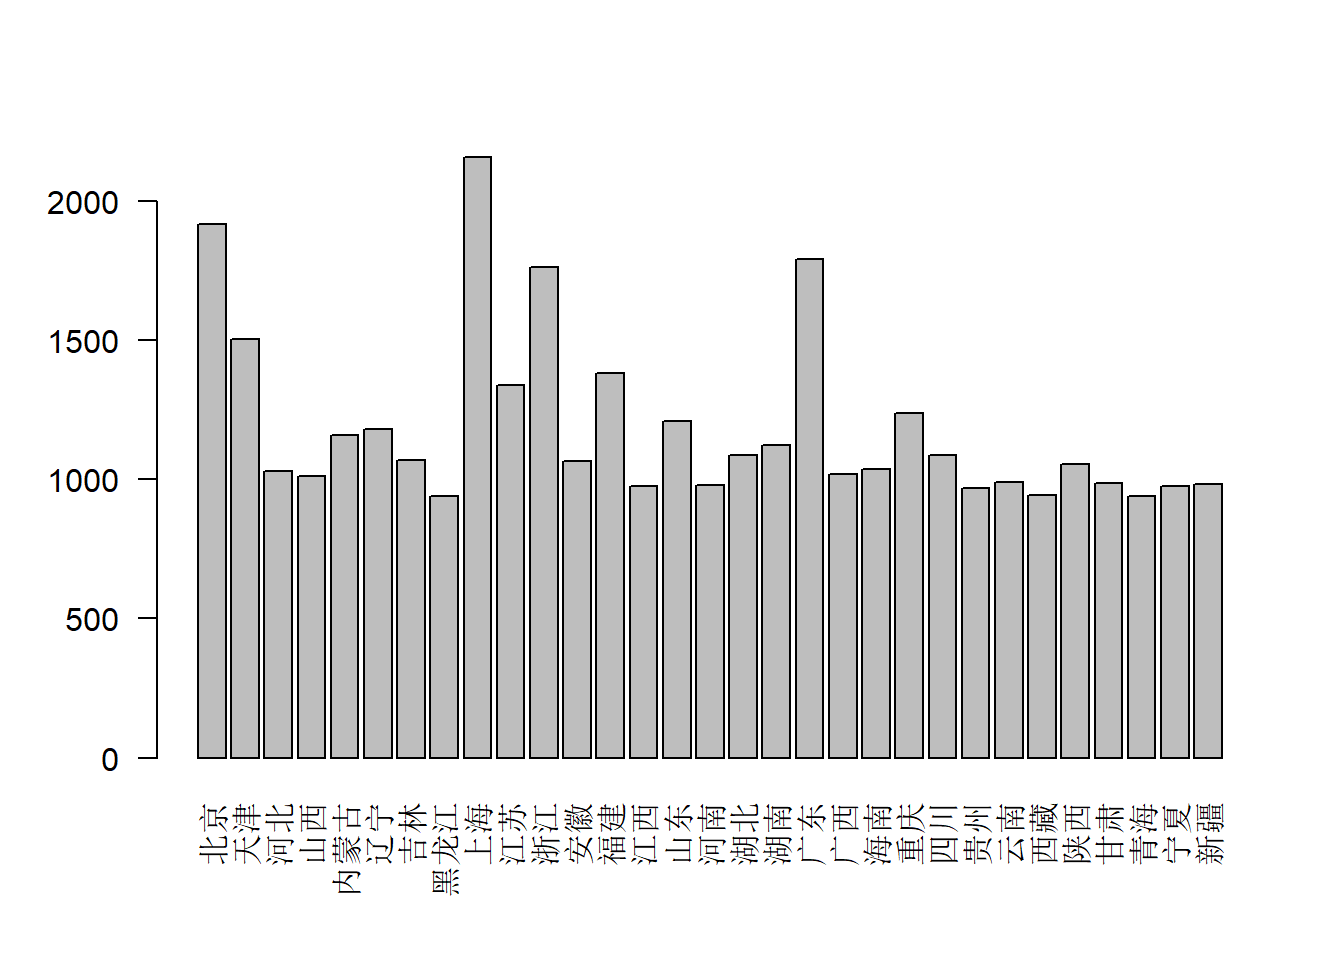 2000
1500
1000
500
0
北京
天津
河北
山西
内蒙古
辽宁
吉林
黑龙江
上海
江苏
浙江
安徽
福建
江西
山东
河南
湖北
湖南
广东
广西
海南
重庆
四川
贵州
云南
西藏
陕西
甘肃
青海
宁夏
新疆